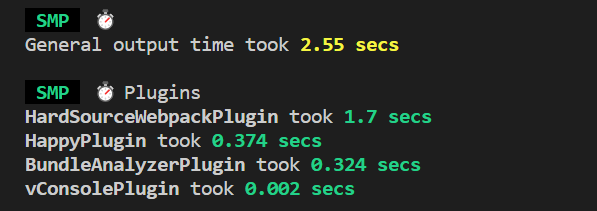 SMP ⏱
General output time took 2.55 secs
SMP ⏱ Plugins
HardSourceWebpackPlugin took 1.7 secs
HappyPlugin took 0.374 secs
BundleAnalyzerPlugin took 0.324 secs
vConsolePlugin took 0.002 secs